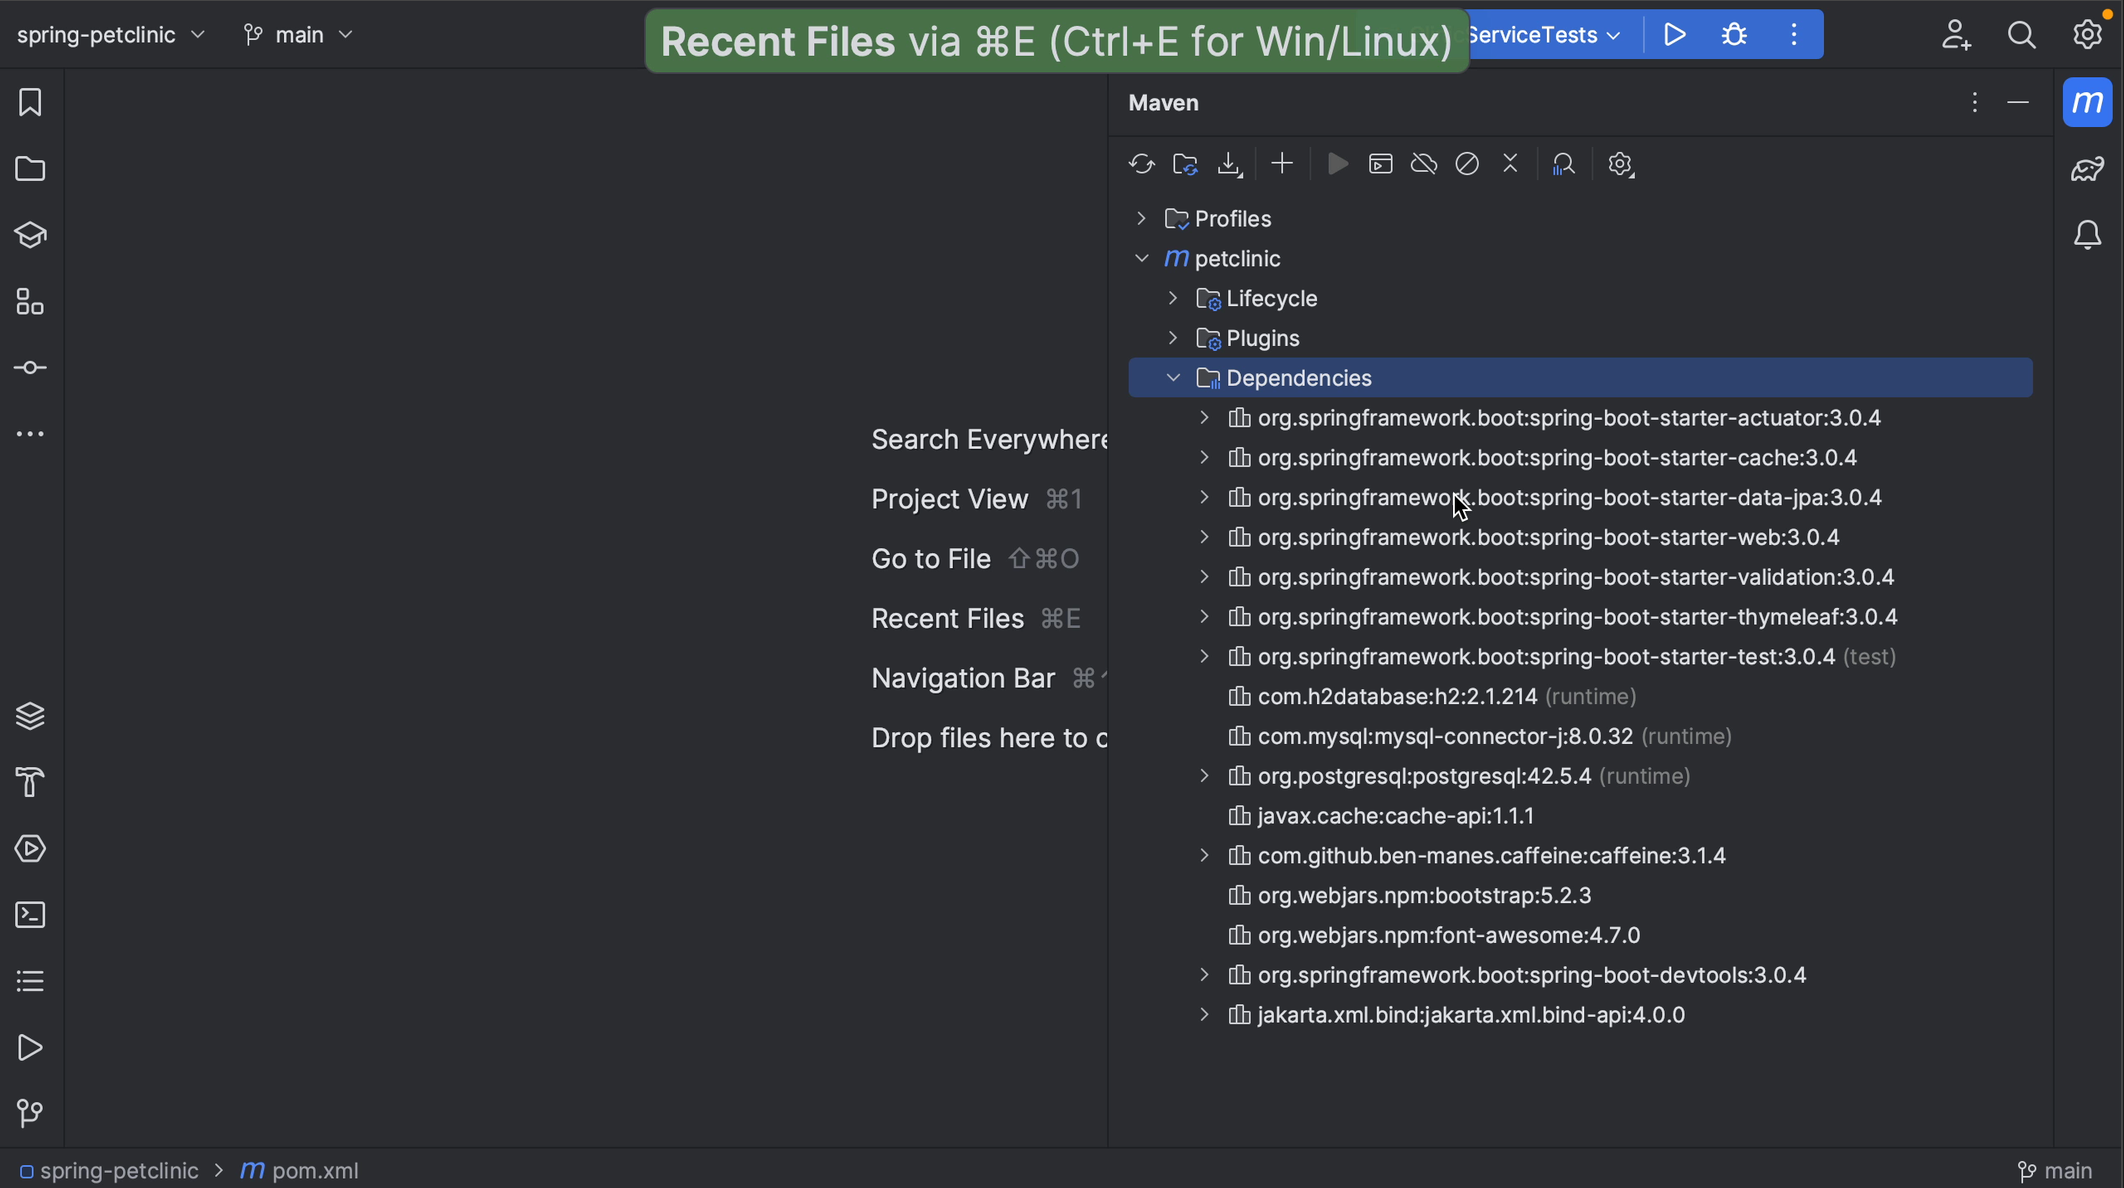 spring-petclinic
main
Recent Files via ⌘E (Ctrl+E for Win/Linux)
ServiceTests
Maven
m
Profiles
m petclinic
Lifecycle
Plugins
Dependencies
org.springframework.boot:spring-boot-starter-actuator:3.0.4
org.springframework.boot:spring-boot-starter-cache:3.0.4
org.springframework.boot:spring-boot-starter-data-jpa:3.0.4
org.springframework.boot:spring-boot-starter-web:3.0.4
org.springframework.boot:spring-boot-starter-validation:3.0.4
org.springframework.boot:spring-boot-starter-thymeleaf:3.0.4
org.springframework.boot:spring-boot-starter-test:3.0.4 (test)
com.h2database:h2:2.1.214 (runtime)
com.mysql:mysql-connector-j:8.0.32 (runtime)
org.postgresql:postgresql:42.5.4 (runtime)
javax.cache:cache-api:1.1.1
com.github.ben-manes.caffeine:caffeine:3.1.4
org.webjars.npm:bootstrap:5.2.3
org.webjars.npm:font-awesome:4.7.0
org.springframework.boot:spring-boot-devtools:3.0.4
jakarta.xml.bind:jakarta.xml.bind-api:4.0.0
Search Everywhere
Project View ⌘1
Go to File ⇧⌘O
Recent Files ⌘E
Navigation Bar ⌘
Drop files here to
spring-petclinic > m pom.xml
main